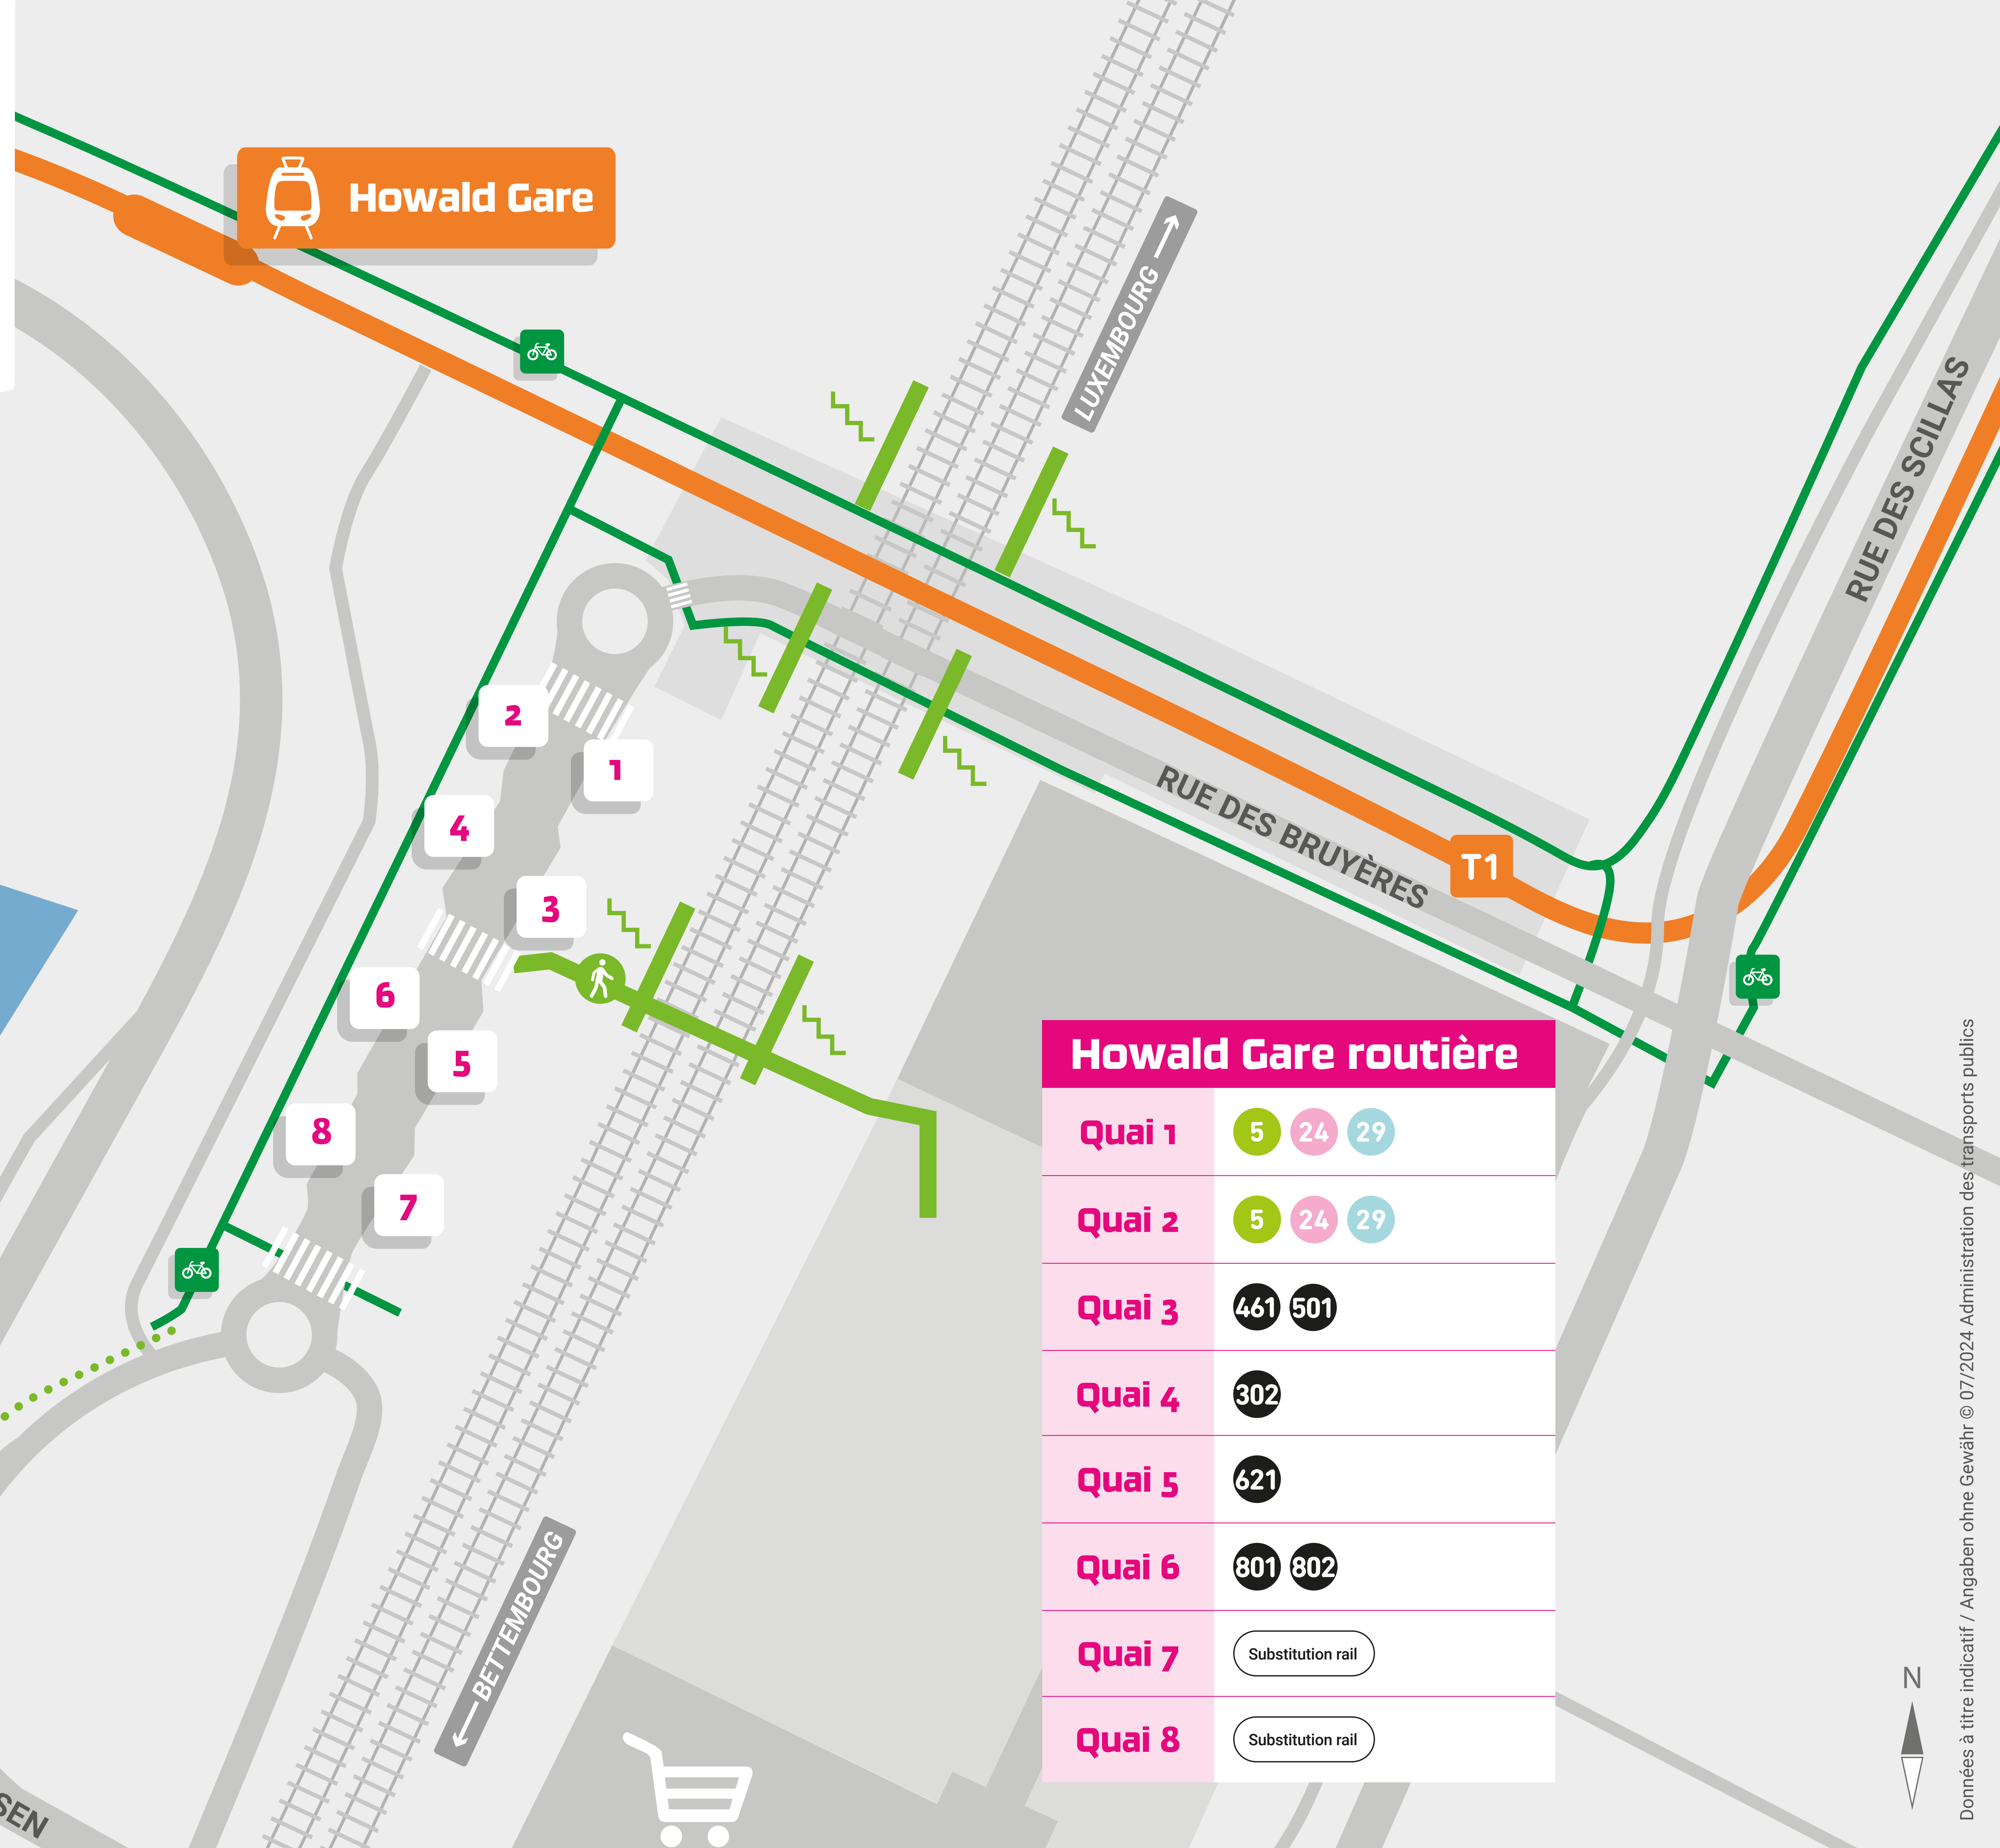 Howald Gare
LUXEMBOURG
RUE DES SCILLAS
2
1
4
3
RUE DES BRUYÈRES
T1
6
5
8
7
BETTEMBOURG
SEN
Howald Gare routière
Quai 1 5 24 29
Quai 2 5 24 29
Quai 3 461 501
Quai 4 302
Quai 5 621
Quai 6 801 802
Quai 7 Substitution rail
Quai 8 Substitution rail
N
Données à titre indicatif / Angaben ohne Gewähr © 07/2024 Administration des transports publics